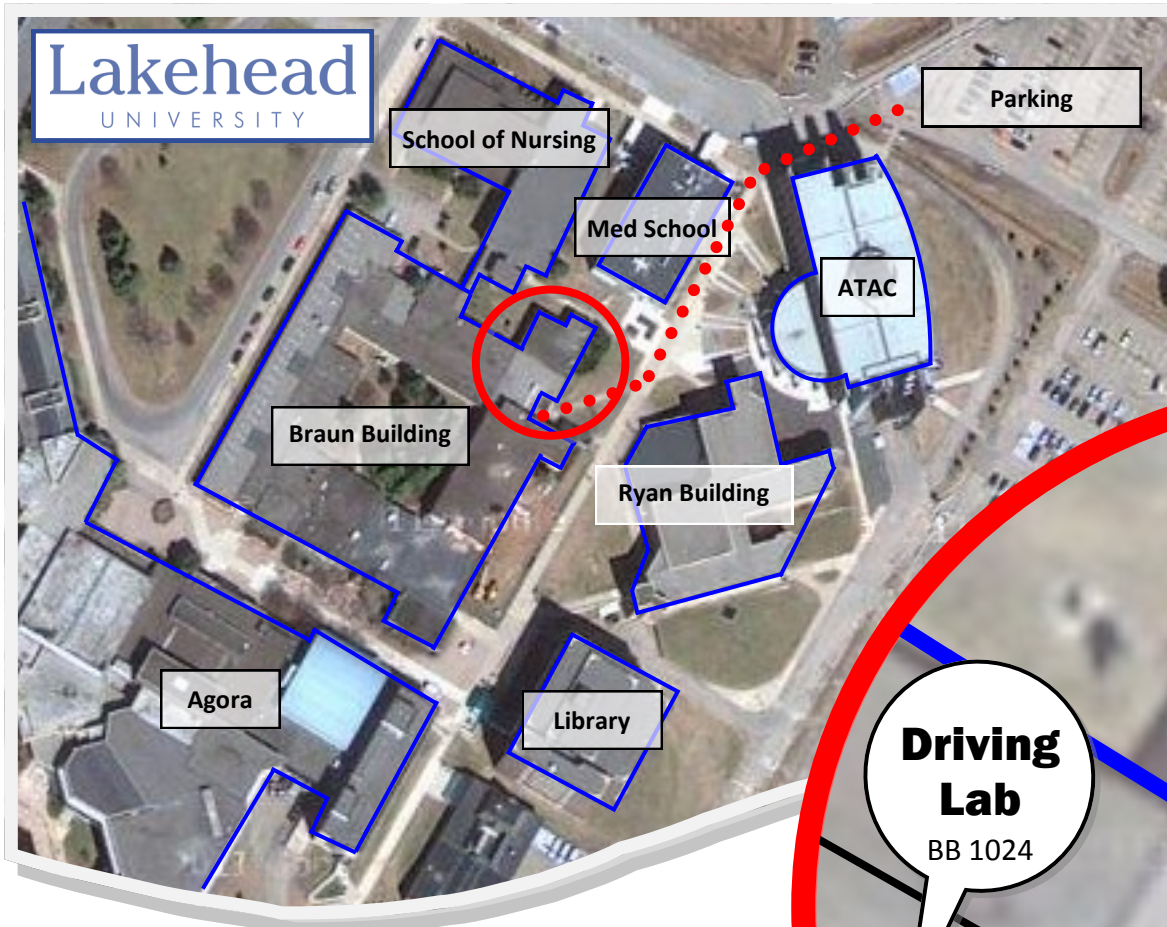 Lakehead
UNIVERSITY
Parking
School of Nursing
Med School
ATAC
Braun Building
Ryan Building
Agora
Library
Driving
Lab
BB 1024